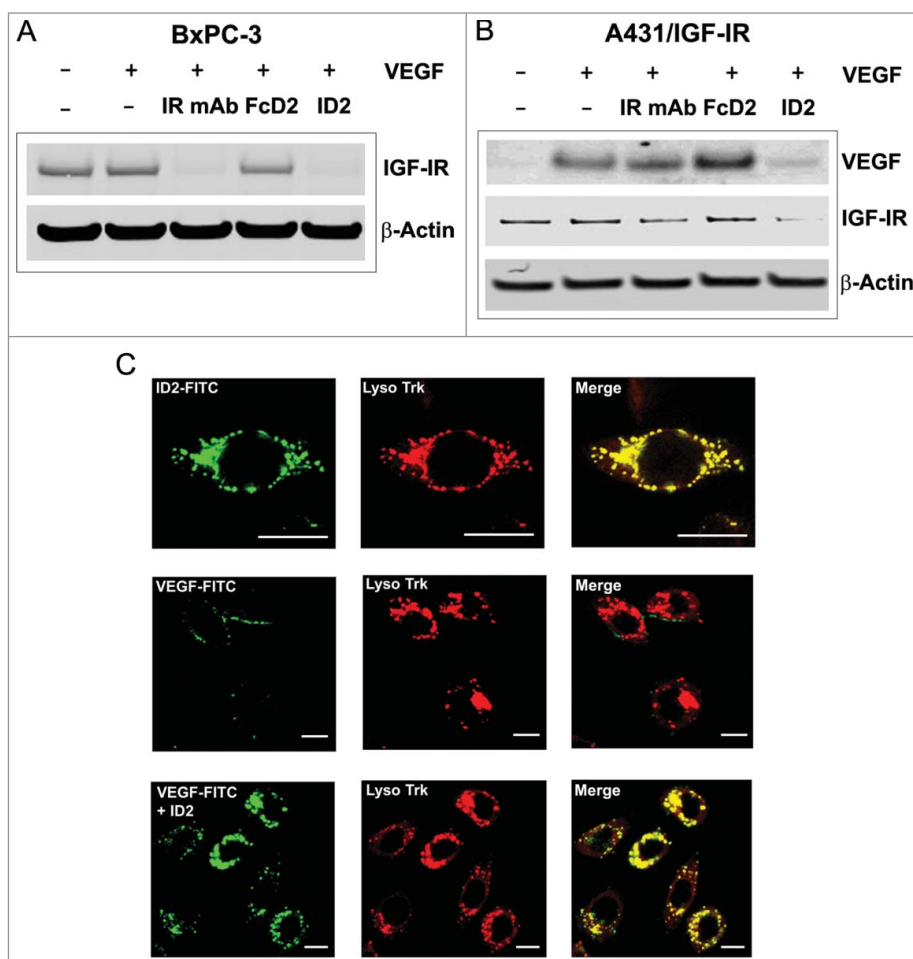 A
BxPC-3
– + + + + VEGF
– – IR mAb FcD2 ID2
IGF-IR
β-Actin
B
A431/IGF-IR
– + + + + VEGF
– – IR mAb FcD2 ID2
VEGF
IGF-IR
β-Actin
C
ID2-FITC Lyso Trk Merge
VEGF-FITC Lyso Trk Merge
VEGF-FITC Lyso Trk Merge
+ ID2